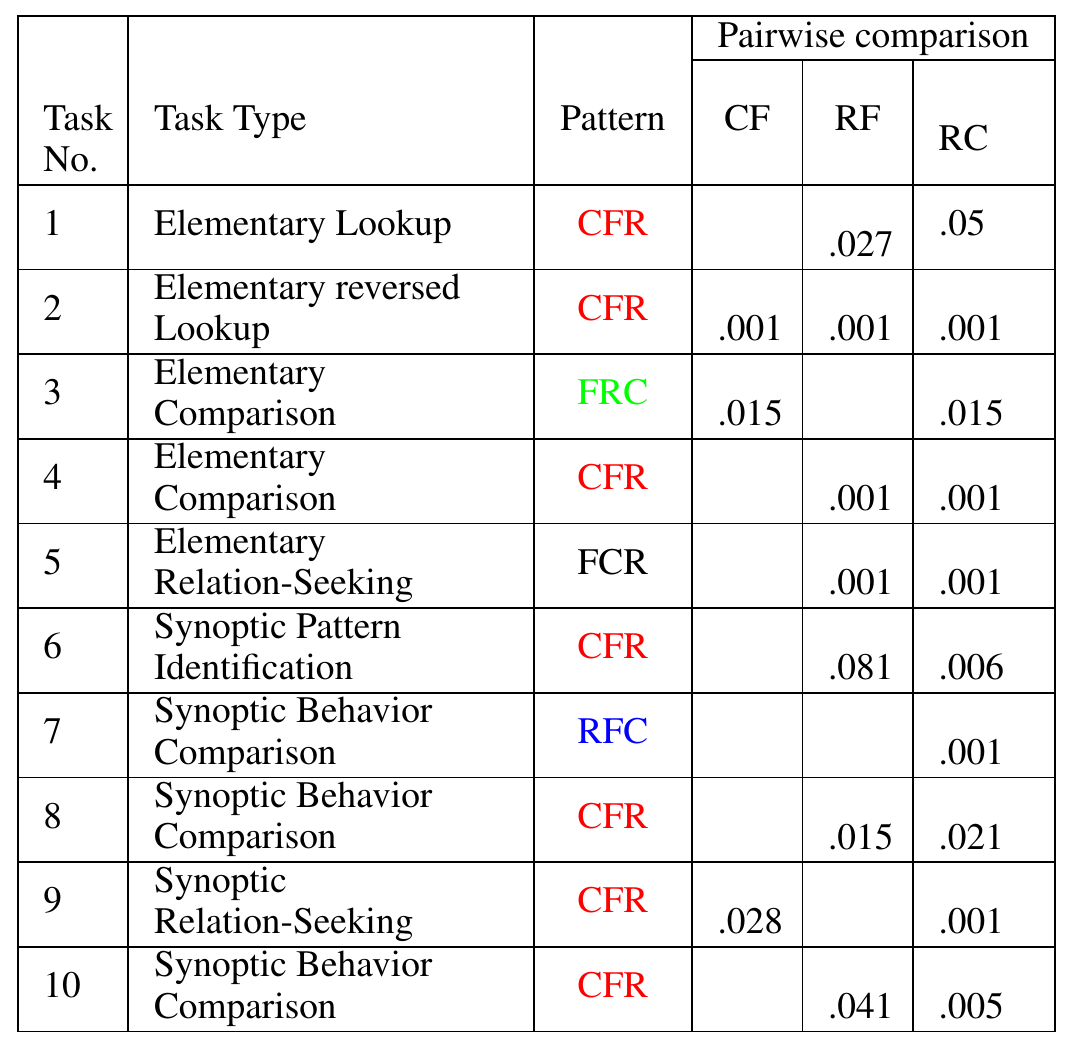 Pairwise comparison
Task No. Task Type Pattern CF RF RC
1 Elementary Lookup CFR .027 .05
2 Elementary reversed Lookup CFR .001 .001 .001
3 Elementary Comparison FRC .015 .015
4 Elementary Comparison CFR .001 .001
5 Elementary Relation-Seeking FCR .001 .001
6 Synoptic Pattern Identification CFR .081 .006
7 Synoptic Behavior Comparison RFC .001
8 Synoptic Behavior Comparison CFR .015 .021
9 Synoptic Relation-Seeking CFR .028 .001
10 Synoptic Behavior Comparison CFR .041 .005